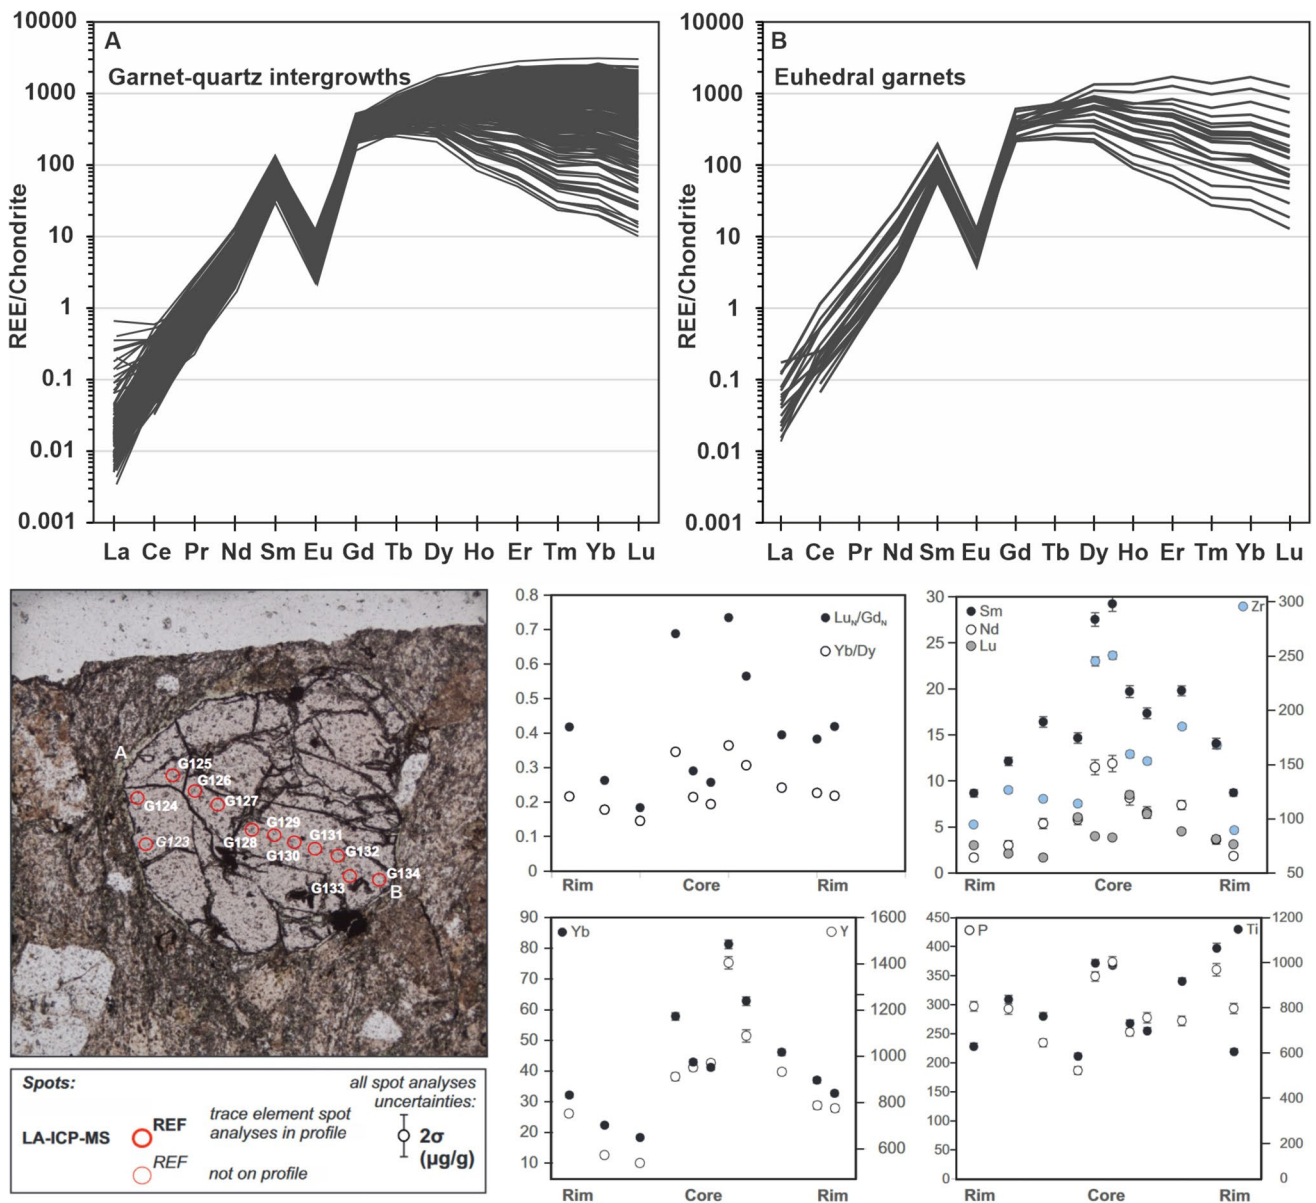 A
Garnet-quartz intergrowths
REE/Chondrite
10000
1000
100
10
1
0.1
0.01
0.001
La Ce Pr Nd Sm Eu Gd Tb Dy Ho Er Tm Yb Lu
B
Euhedral garnets
REE/Chondrite
10000
1000
100
10
1
0.1
0.01
0.001
La Ce Pr Nd Sm Eu Gd Tb Dy Ho Er Tm Yb Lu
A
G125
G126
G124
G127
G123
G129
G131
G128
G130
G132
G133
G134
B
Spots:
all spot analyses
uncertainties:
LA-ICP-MS
REF
trace element spot
analyses in profile
REF
not on profile
2σ
(µg/g)
0.8
0.7
0.6
0.5
0.4
0.3
0.2
0.1
0
LuN/GdN
Yb/Dy
Rim Core Rim
30
25
20
15
10
5
0
Sm
Nd
Lu
Zr
300
250
200
150
100
50
Rim Core Rim
90
80
70
60
50
40
30
20
10
Yb
Y
1600
1400
1200
1000
800
600
Rim Core Rim
450
400
350
300
250
200
150
100
50
0
P
Ti
1200
1000
800
600
400
200
0
Rim Core Rim